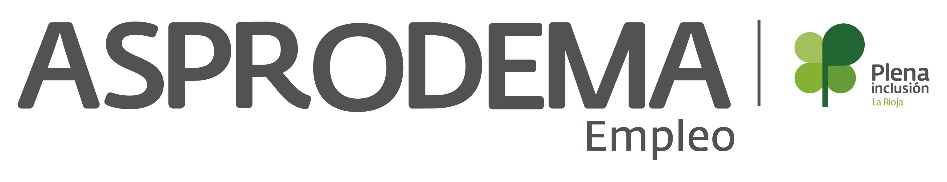 ASPRODEMA
Empleo
Plena
inclusión
La Rioja